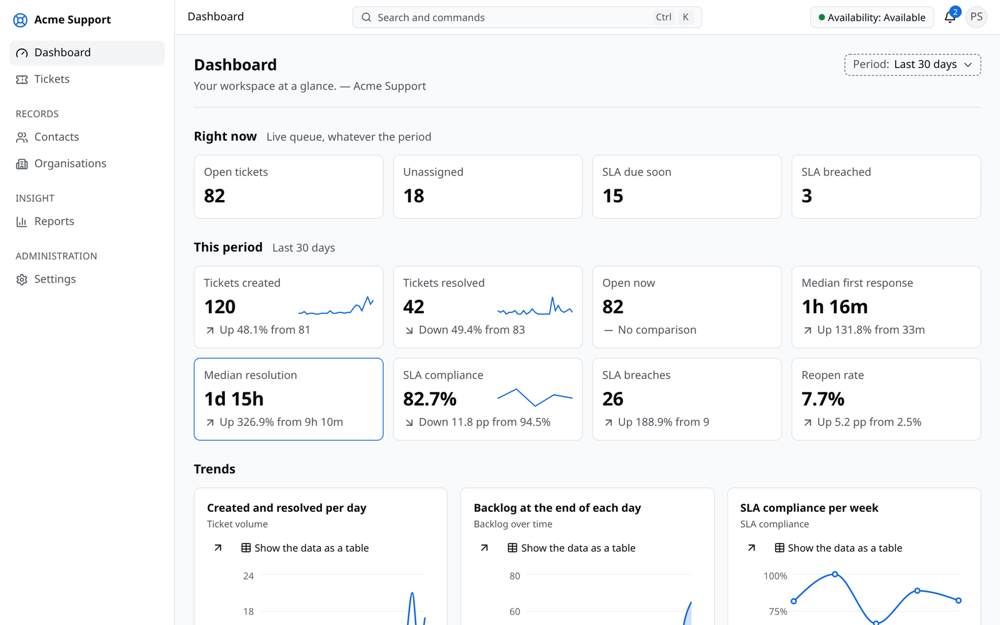 Acme Support
Dashboard
Tickets
RECORDS
Contacts
Organisations
INSIGHT
Reports
ADMINISTRATION
Settings
Dashboard
Search and commands
Ctrl K
Availability: Available
2
PS
Dashboard
Your workspace at a glance. — Acme Support
Period: Last 30 days
Right now Live queue, whatever the period
Open tickets
82
Unassigned
18
SLA due soon
15
SLA breached
3
This period Last 30 days
Tickets created
120
Up 48.1% from 81
Tickets resolved
42
Down 49.4% from 83
Open now
82
No comparison
Median first response
1h 16m
Up 131.8% from 33m
Median resolution
1d 15h
Up 326.9% from 9h 10m
SLA compliance
82.7%
Down 11.8 pp from 94.5%
SLA breaches
26
Up 188.9% from 9
Reopen rate
7.7%
Up 5.2 pp from 2.5%
Trends
Created and resolved per day
Ticket volume
Show the data as a table
24
18
Backlog at the end of each day
Backlog over time
Show the data as a table
80
60
SLA compliance per week
SLA compliance
Show the data as a table
100%
75%